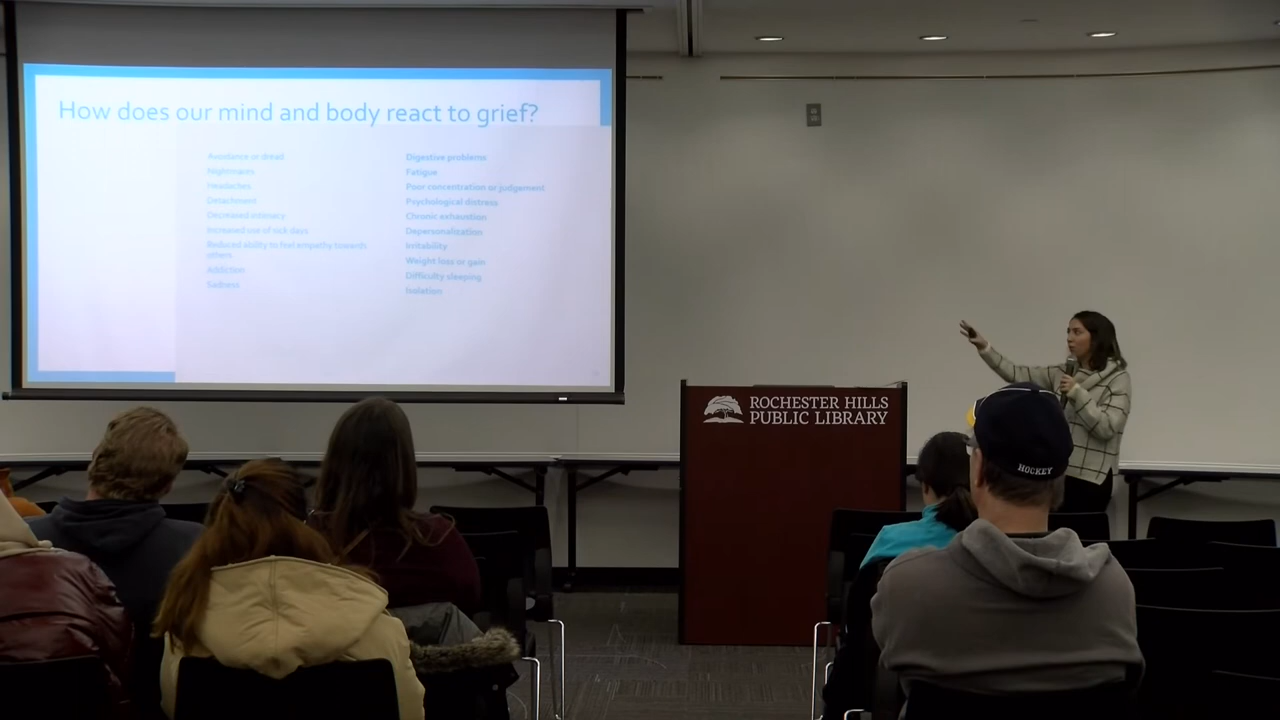 How does our mind and body react to grief?
Avoidance or dread
Nightmares
Headaches
Detachment
Decreased intimacy
Increased use of sick days
Reduced ability to feel empathy towards
others
Addiction
Sadness
Digestive problems
Fatigue
Poor concentration or judgement
Psychological distress
Chronic exhaustion
Depersonalization
Irritability
Weight loss or gain
Difficulty sleeping
Isolation
ROCHESTER HILLS
PUBLIC LIBRARY
HOCKEY